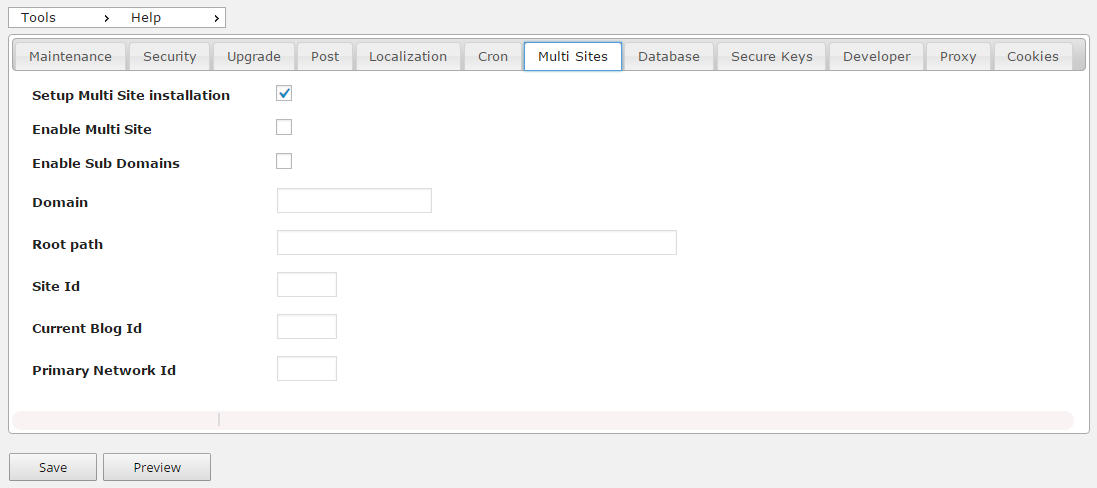 Tools Help
Maintenance Security Upgrade Post Localization Cron Multi Sites Database Secure Keys Developer Proxy Cookies
Setup Multi Site installation
Enable Multi Site
Enable Sub Domains
Domain
Root path
Site Id
Current Blog Id
Primary Network Id
Save Preview